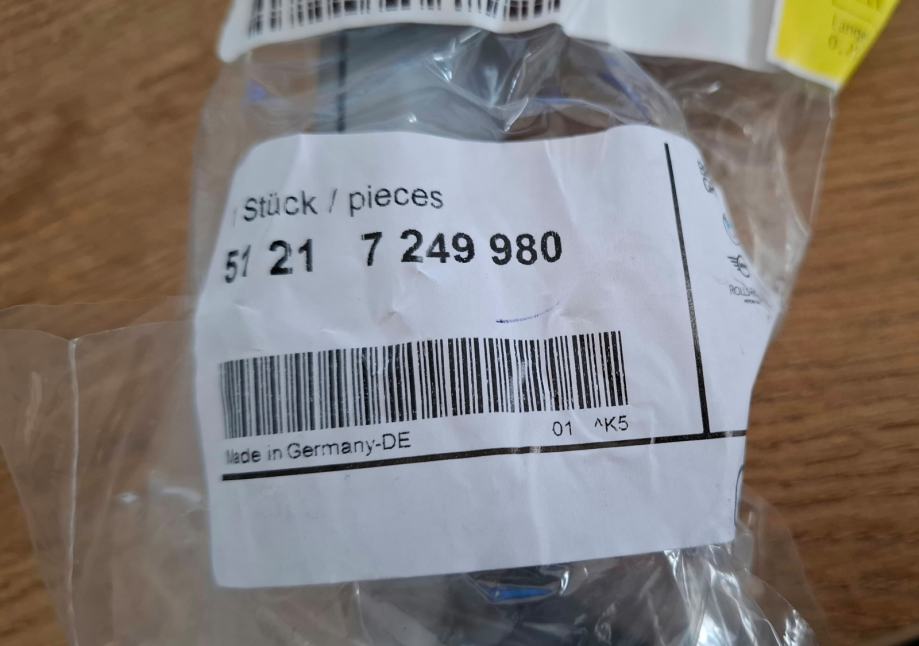 Stück / pieces
51 21 7 249 980
01 ^K5
Made in Germany-DE